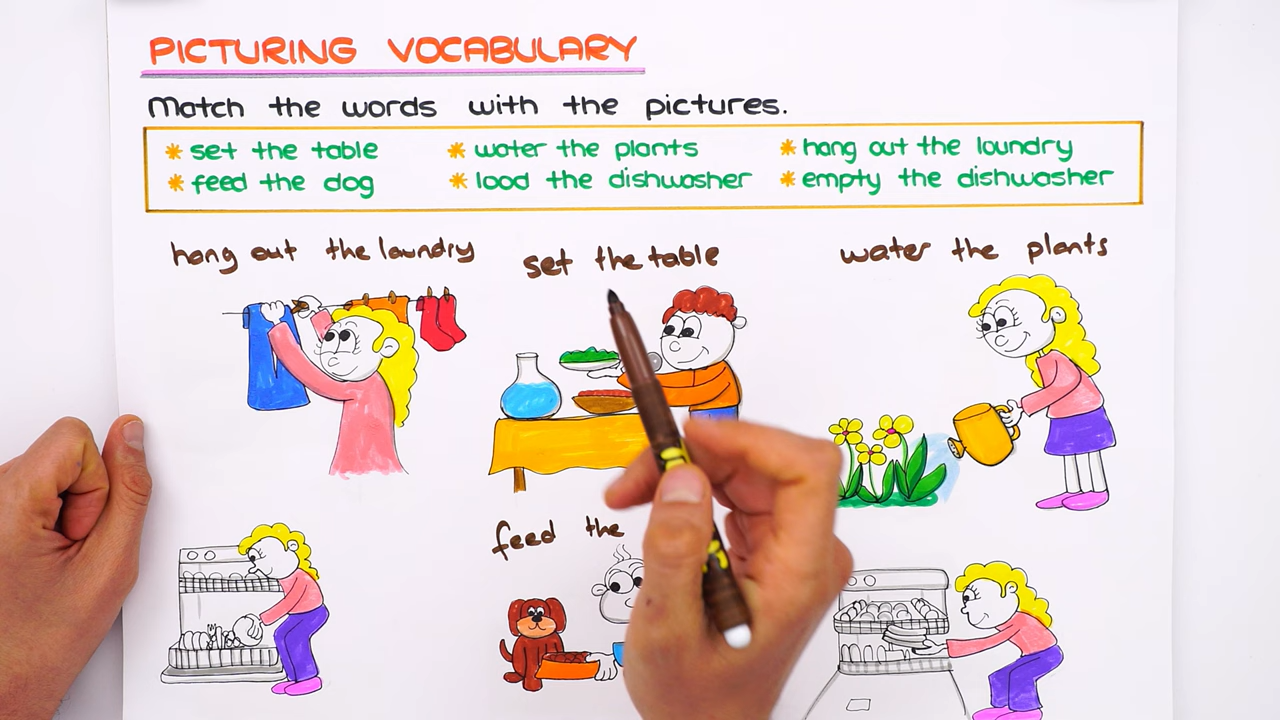 PICTURING VOCABULARY
Match the words with the pictures.
* set the table * water the plants * hang out the laundry
* feed the dog * load the dishwasher * empty the dishwasher
hang out the laundry
set the table
water the plants
feed the